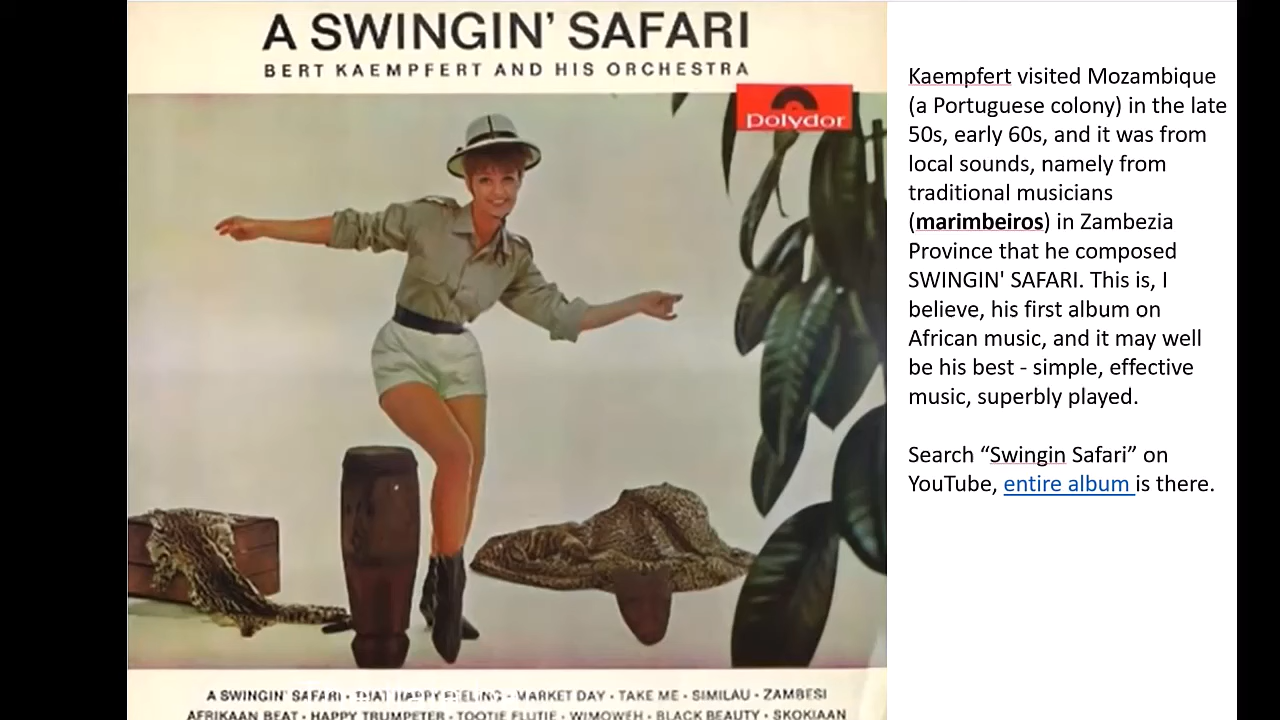 A SWINGIN' SAFARI
BERT KAEMPFERT AND HIS ORCHESTRA
polydor
A SWINGIN' SAFARI • THAT HAPPY FEELING • MARKET DAY • TAKE ME • SIMILAU • ZAMBESI
AFRIKAAN BEAT • HAPPY TRUMPETER • TOOTIE FLUTIE • WIMOWEH • BLACK BEAUTY • SKOKIAAN
Kaempfert visited Mozambique
(a Portuguese colony) in the late
50s, early 60s, and it was from
local sounds, namely from
traditional musicians
(marimbeiros) in Zambezia
Province that he composed
SWINGIN' SAFARI. This is, I
believe, his first album on
African music, and it may well
be his best - simple, effective
music, superbly played.
Search “Swingin Safari” on
YouTube, entire album is there.